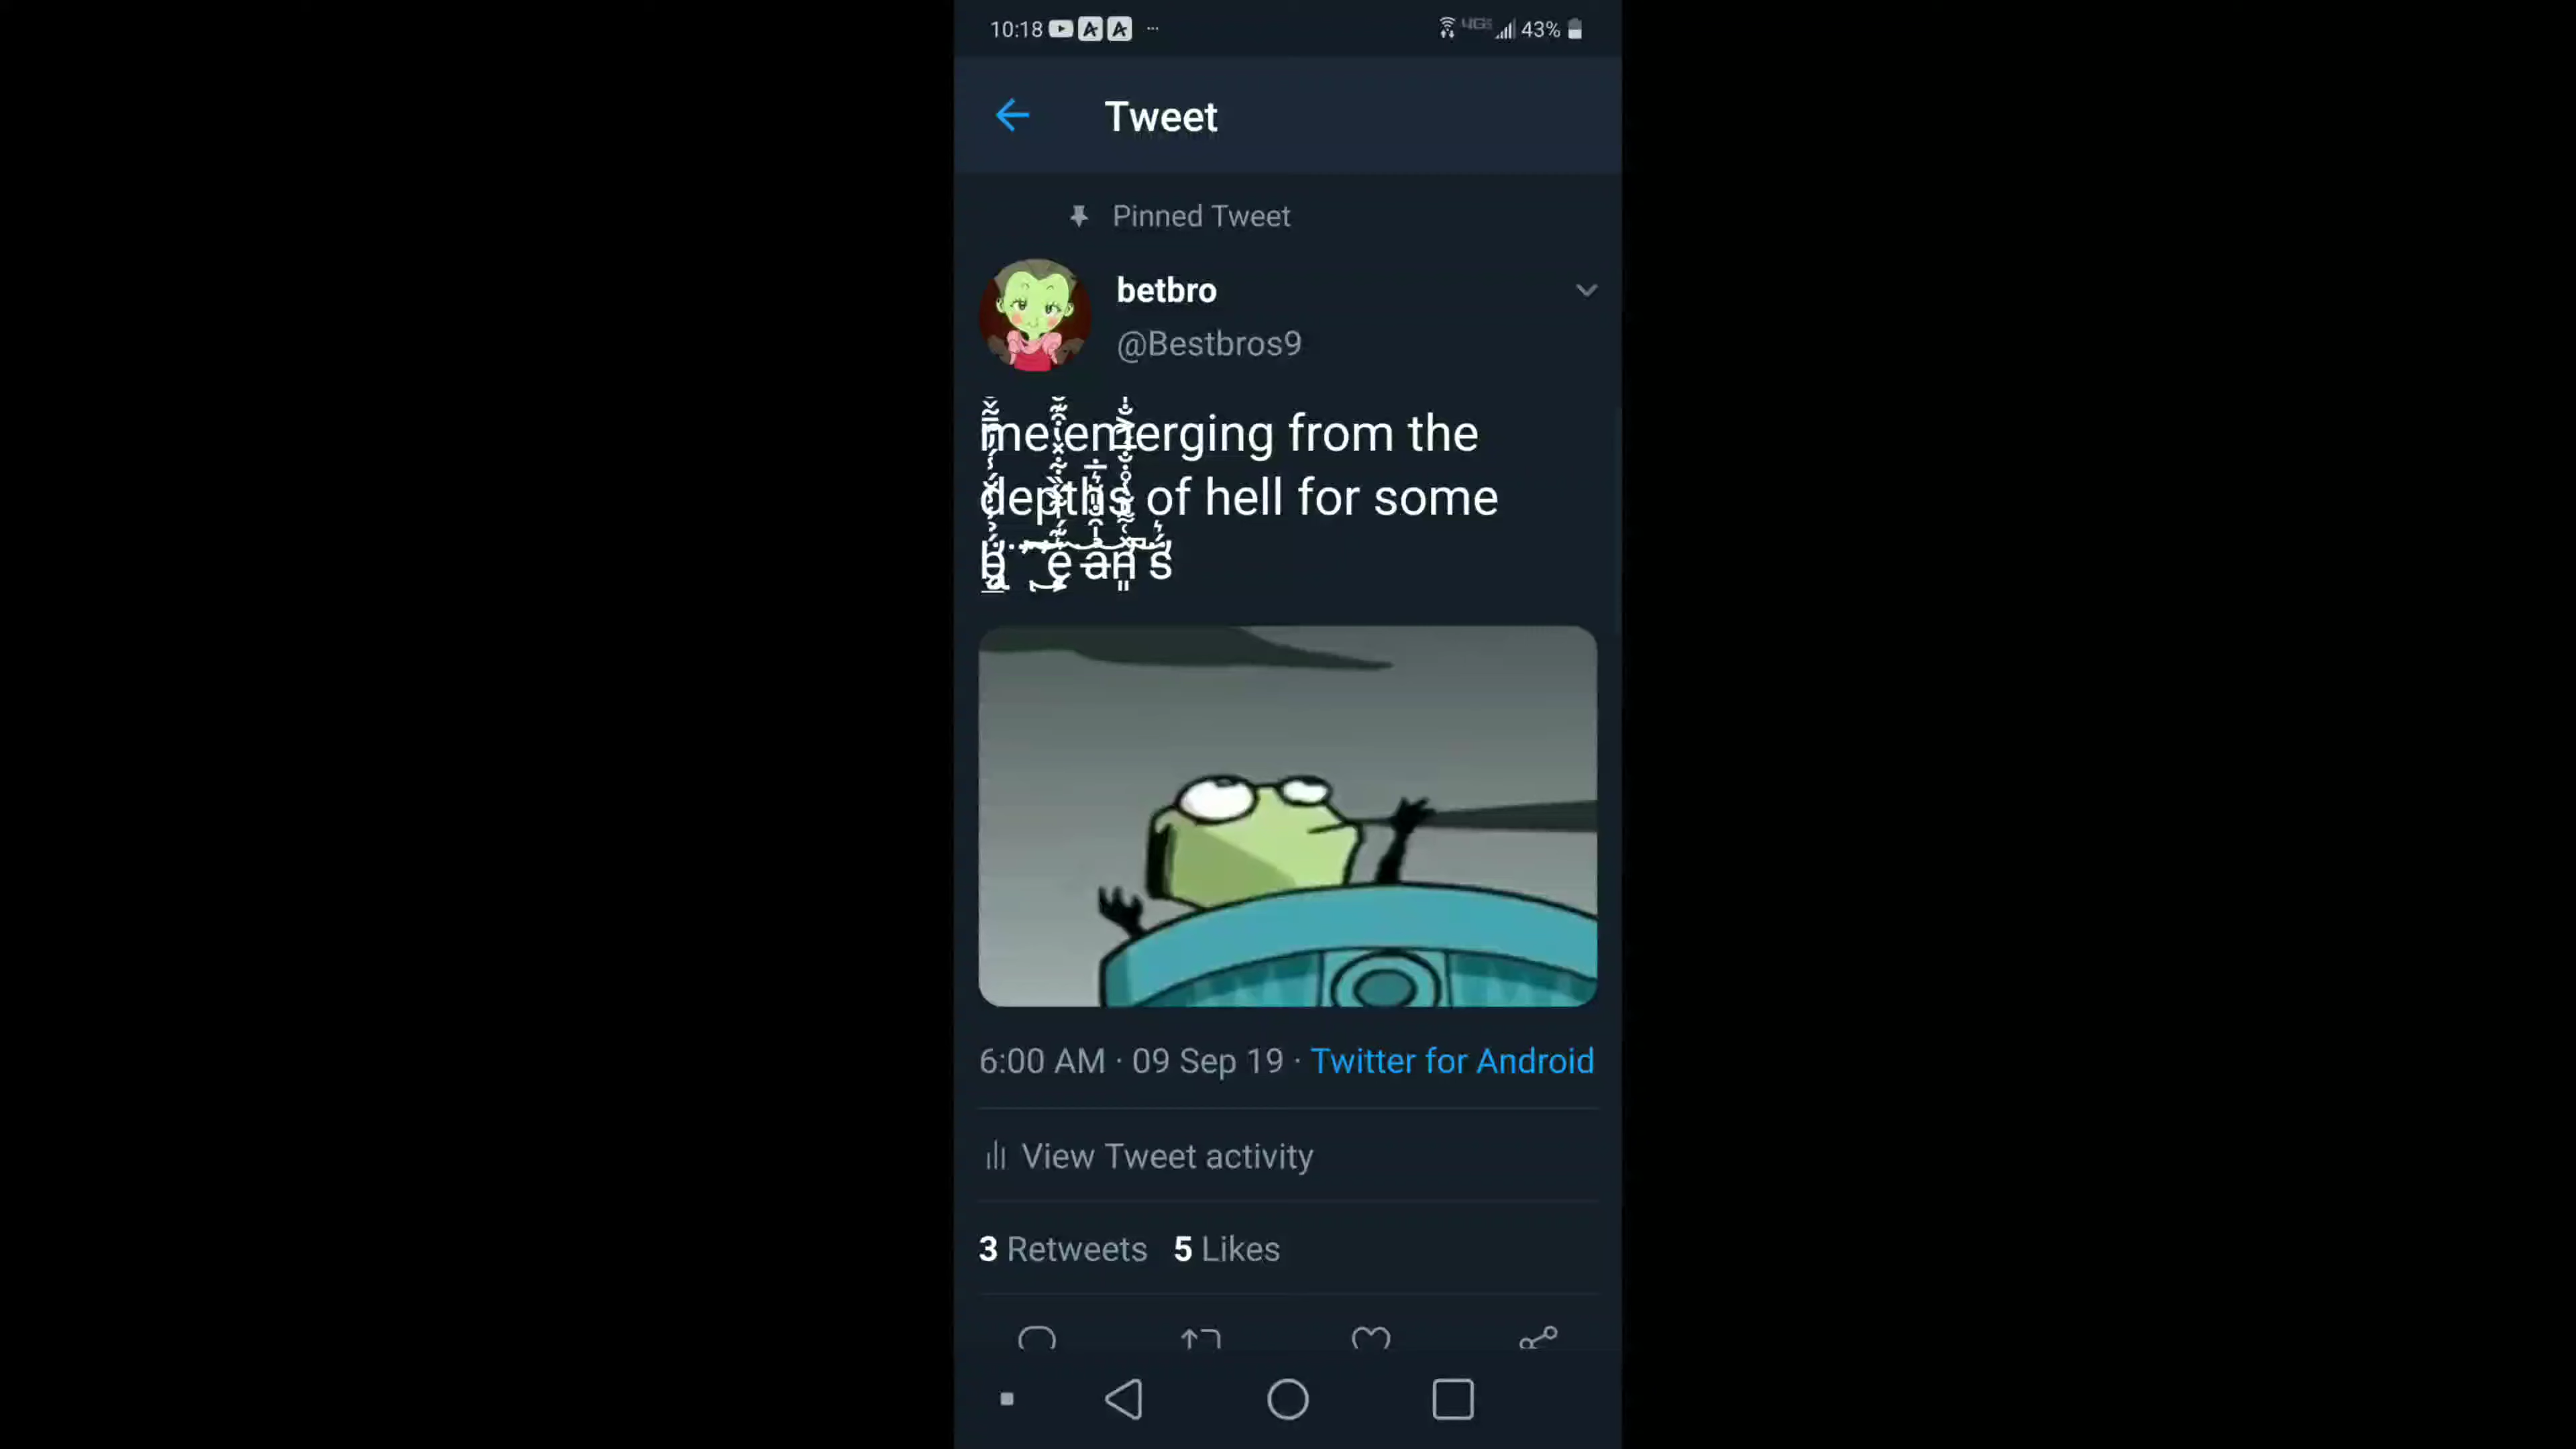 10:18 ... 4GE 43%
Tweet
Pinned Tweet
betbro
@Bestbros9
me emerging from the
depths of hell for some
b e a n s
6:00 AM · 09 Sep 19 · Twitter for Android
View Tweet activity
3 Retweets 5 Likes